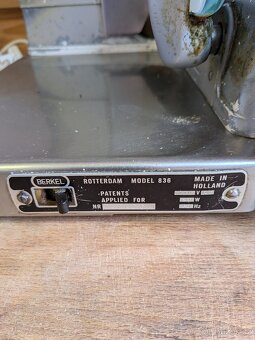 BERKEL
ROTTERDAM MODEL 836
MADE IN
HOLLAND
PATENTS
APPLIED FOR
NR
V
W
Hz